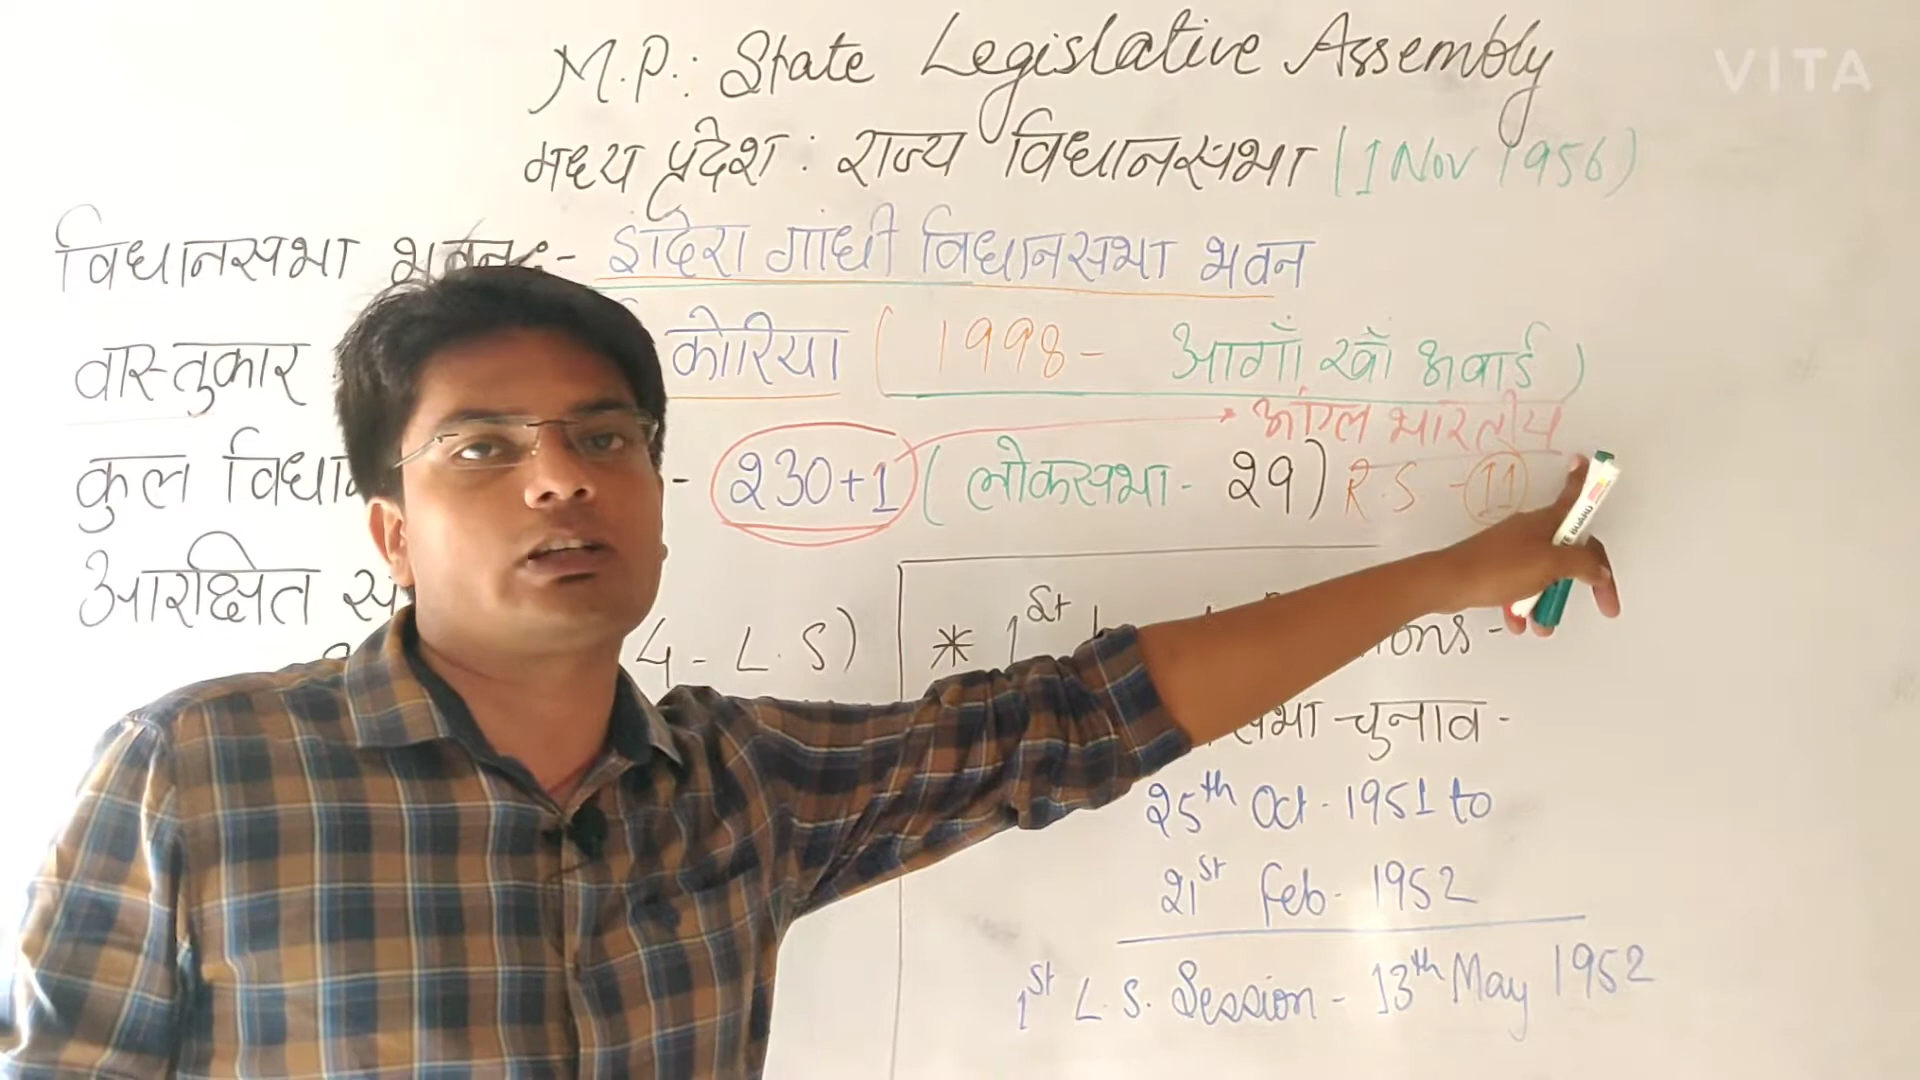 M.P.: State Legislative Assembly
VITA
मध्य प्रदेश : राज्य विधानसभा (1 Nov 1956)
विधानसभा भवन :- इंदिरा गांधी विधानसभा भवन
वास्तुकार कोरिया ( 1998- आगाँ खाँ अवार्ड )
आंग्ल भारतीय
कुल - 230+1 ( लोकसभा - 29) R.S - 11
आरक्षित
4 - L.S) * 1st
चुनाव -
25th Oct - 1951 to
21st Feb - 1952
1st L.S. Session - 13th May 1952